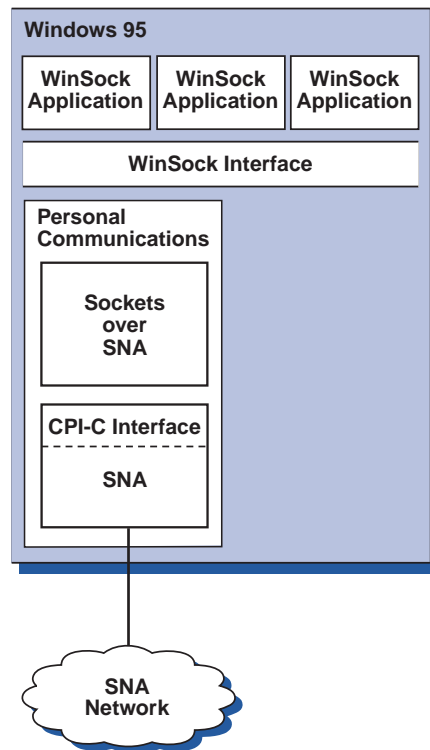 Windows 95
WinSock
Application
WinSock
Application
WinSock
Application
WinSock Interface
Personal
Communications
Sockets
over
SNA
CPI-C Interface
SNA
SNA
Network